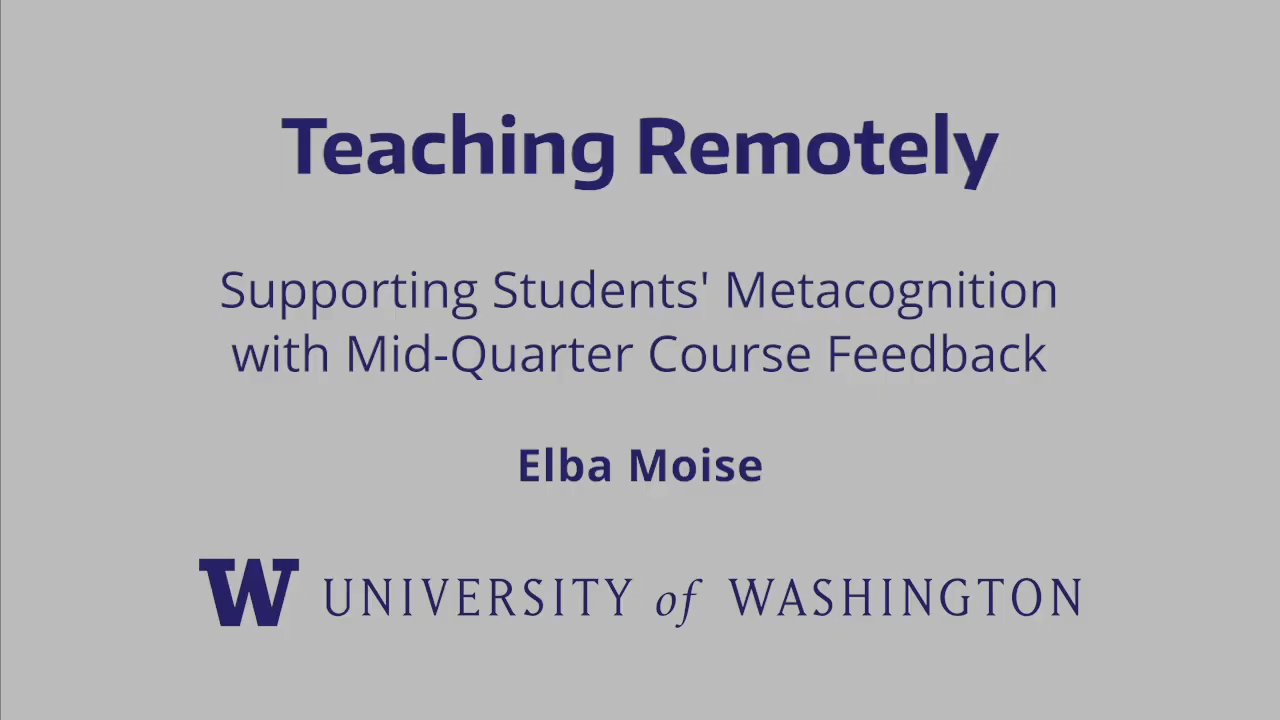 Teaching Remotely
Supporting Students' Metacognition
with Mid-Quarter Course Feedback
Elba Moise
W UNIVERSITY of WASHINGTON